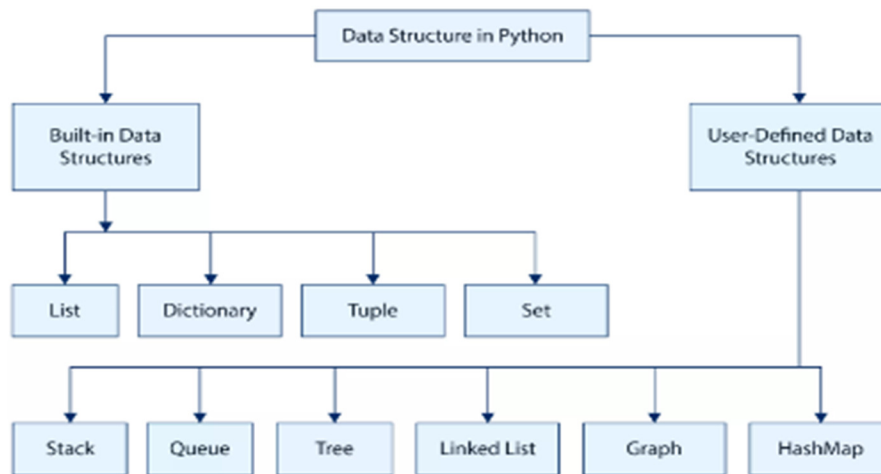 Data Structure in Python
Built-in Data
Structures
User-Defined Data
Structures
List
Dictionary
Tuple
Set
Stack
Queue
Tree
Linked List
Graph
HashMap